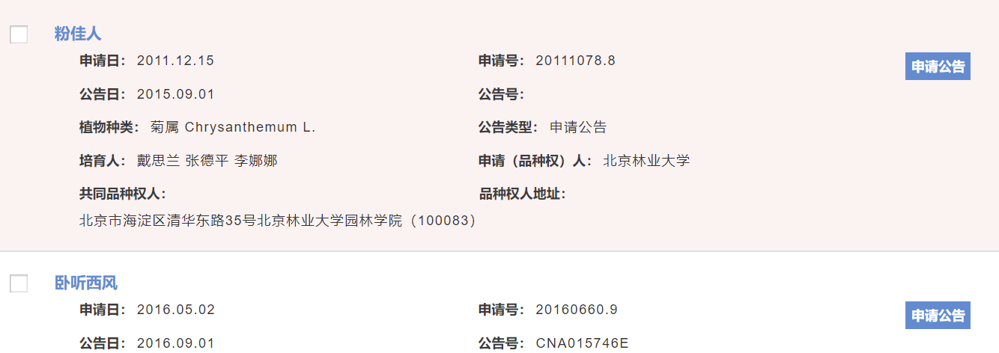 粉佳人
申请日： 2011.12.15 申请号： 20111078.8 申请公告
公告日： 2015.09.01 公告号：
植物种类： 菊属 Chrysanthemum L. 公告类型： 申请公告
培育人： 戴思兰 张德平 李娜娜 申请（品种权）人： 北京林业大学
共同品种权人： 品种权人地址：
北京市海淀区清华东路35号北京林业大学园林学院（100083）
卧听西风
申请日： 2016.05.02 申请号： 20160660.9 申请公告
公告日： 2016.09.01 公告号： CNA015746E